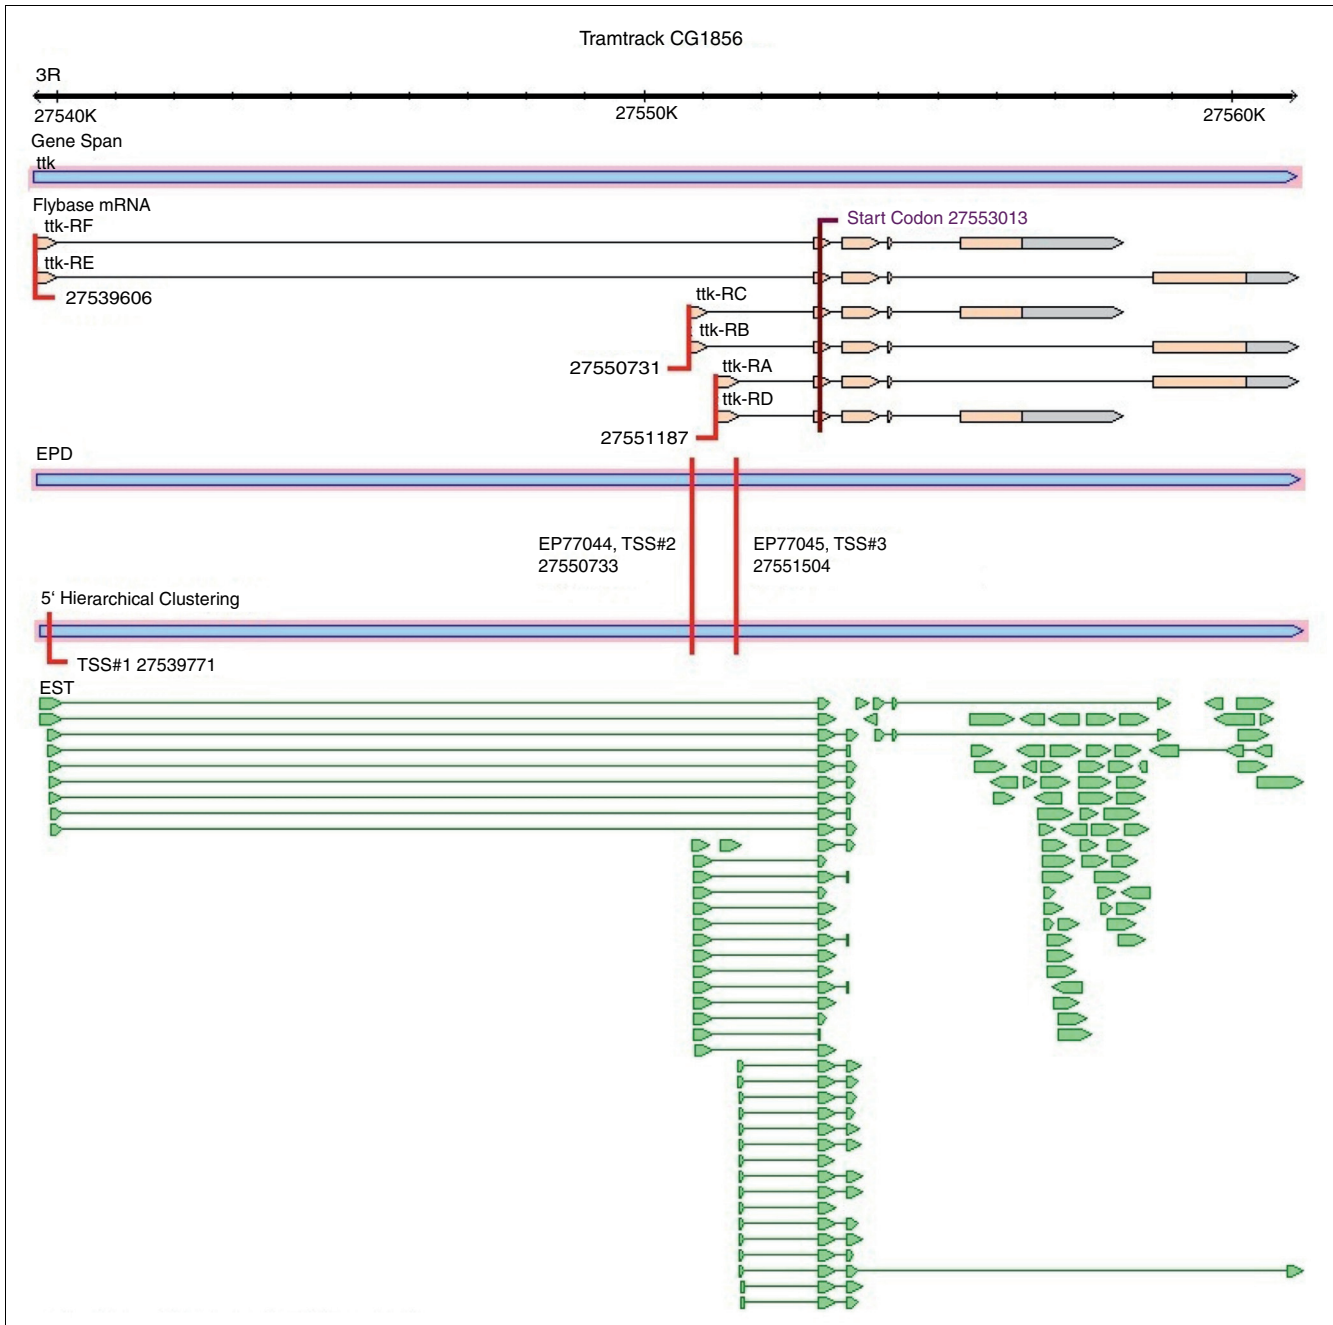 Tramtrack CG1856
3R
27540K
27550K
27560K
Gene Span
ttk
Flybase mRNA
ttk-RF
Start Codon 27553013
ttk-RE
27539606
ttk-RC
ttk-RB
27550731
ttk-RA
ttk-RD
27551187
EPD
EP77044, TSS#2
27550733
EP77045, TSS#3
27551504
5‘ Hierarchical Clustering
TSS#1 27539771
EST